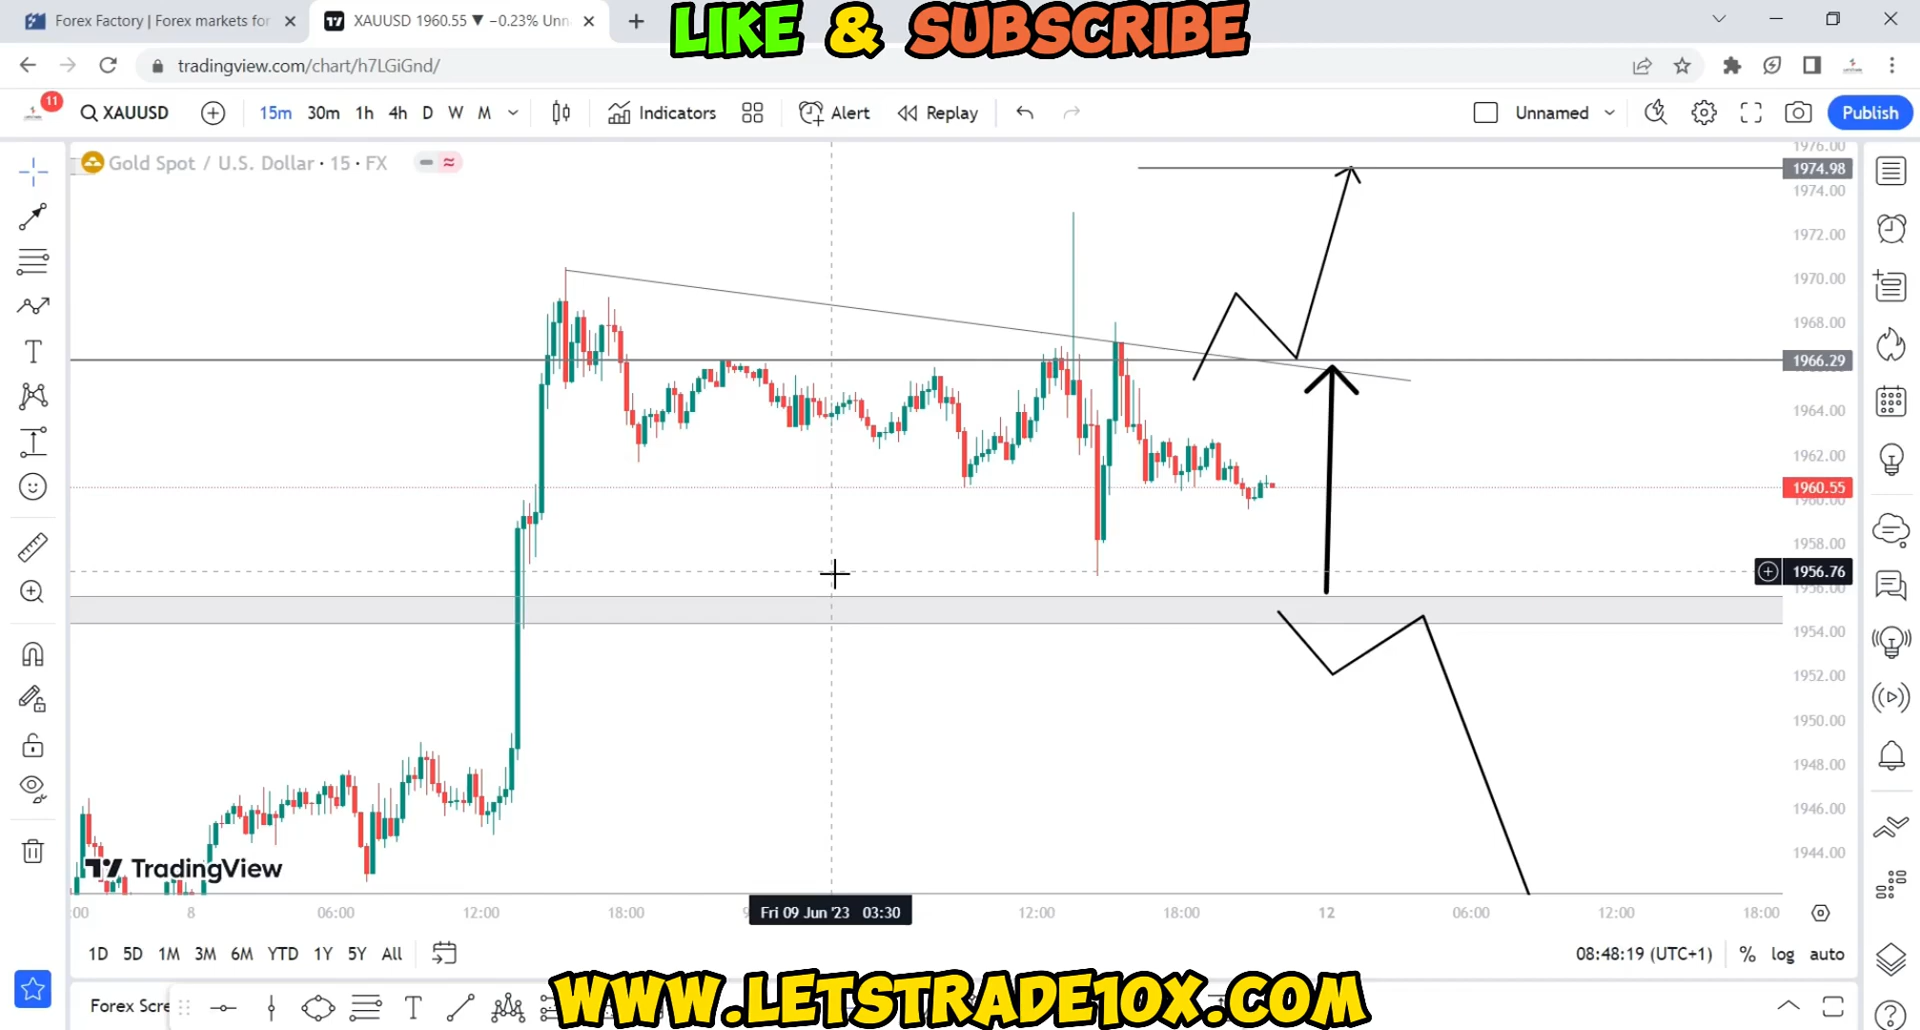 LIKE & SUBSCRIBE
Forex Factory | Forex markets for
XAUUSD 1960.55 ▼ −0.23% Unn
tradingview.com/chart/h7LGiGnd/
11
XAUUSD
15m 30m 1h 4h D W M
Indicators
Alert
Replay
Unnamed
Publish
Gold Spot / U.S. Dollar · 15 · FX
1976.00
1974.98
1974.00
1972.00
1970.00
1968.00
1966.29
1964.00
1962.00
1960.55
1960.00
1958.00
1956.76
1956.00
1954.00
1952.00
1950.00
1948.00
1946.00
1944.00
TradingView
:00 8 06:00 12:00 18:00 Fri 09 Jun '23 03:30 12:00 18:00 12 06:00 12:00 18:00
1D 5D 1M 3M 6M YTD 1Y 5Y All
08:48:19 (UTC+1) % log auto
Forex Scre
WWW.LETSTRADE10X.COM